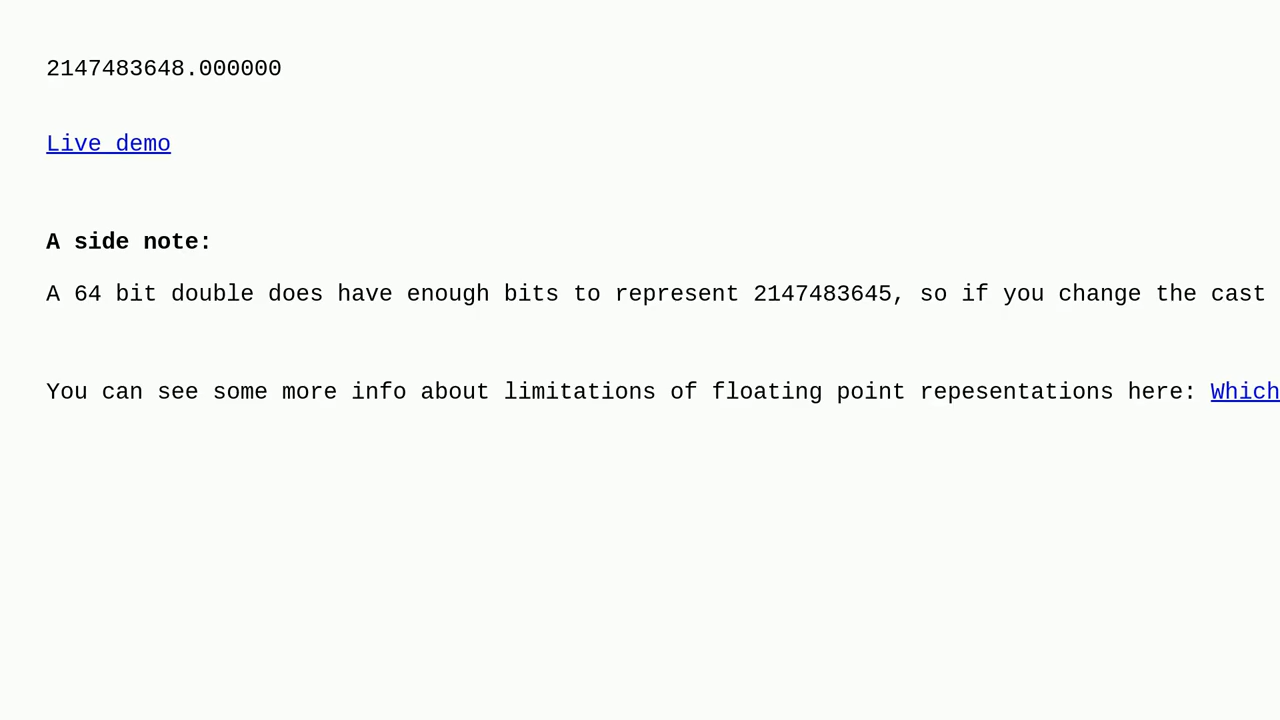 2147483648.000000
Live demo
A side note:
A 64 bit double does have enough bits to represent 2147483645, so if you change the cast
You can see some more info about limitations of floating point repesentations here: Which